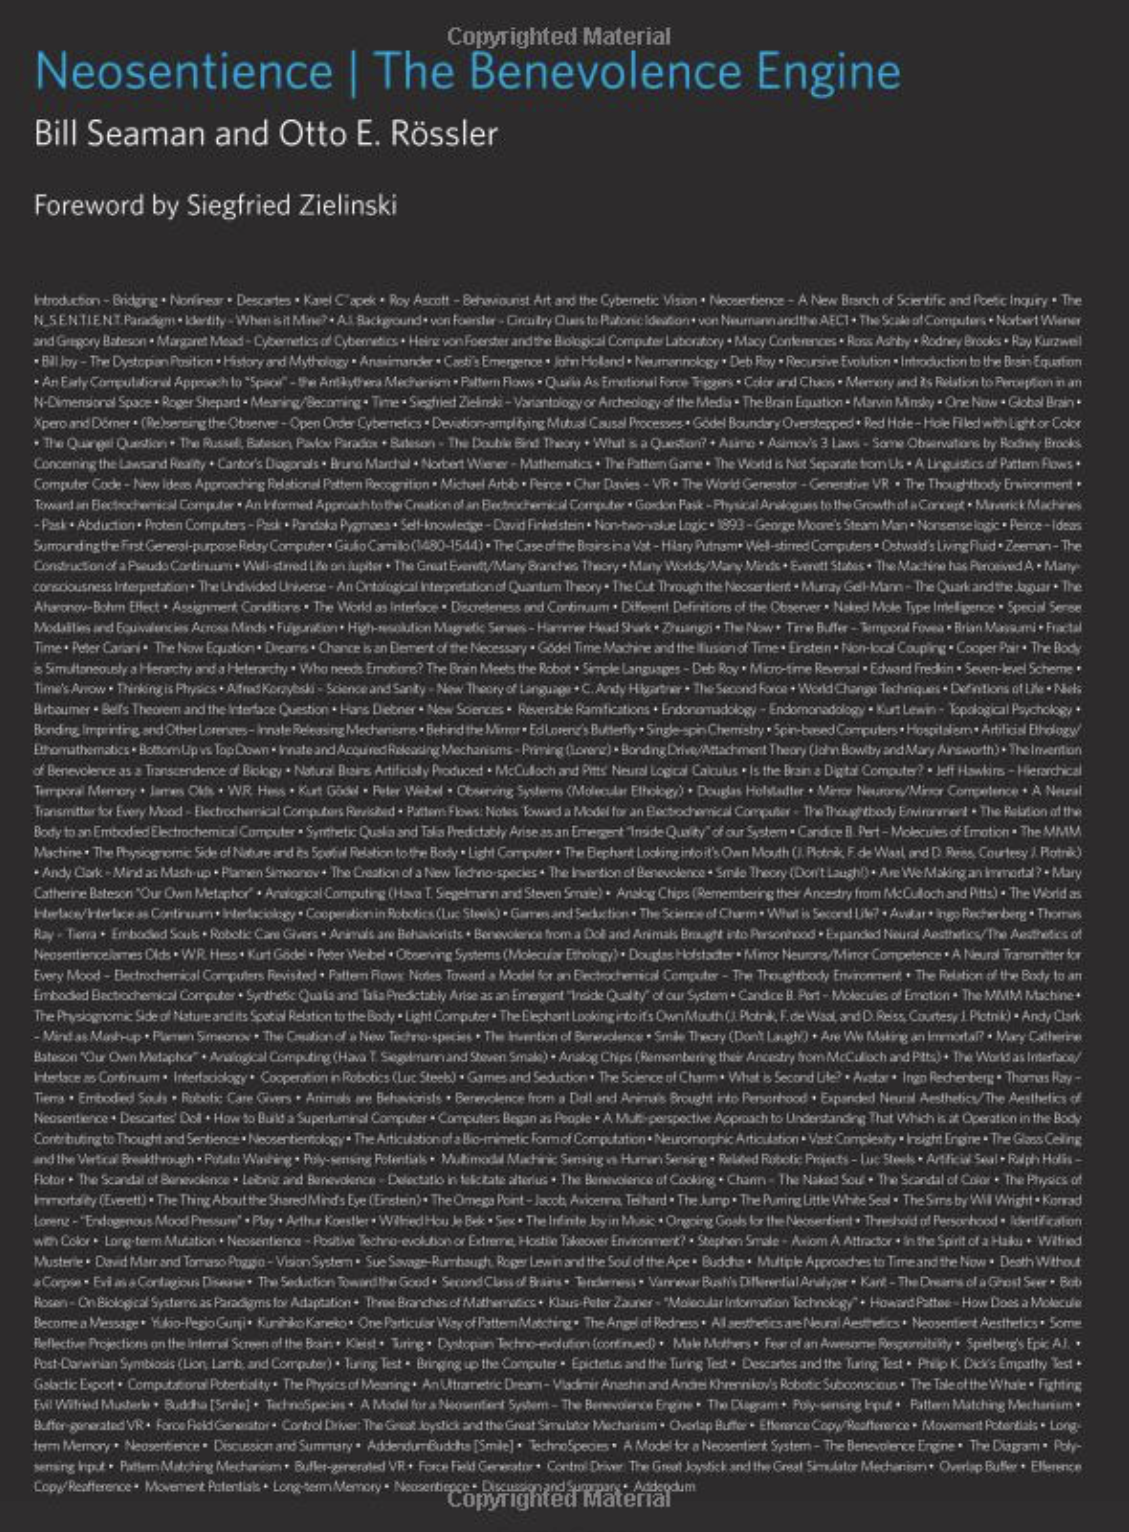 Copyrighted Material
Neosentience | The Benevolence Engine
Bill Seaman and Otto E. Rössler
Foreword by Siegfried Zielinski
Introduction – Bridging • Nonlinear • Descartes • Karel C˘apek • Roy Ascott – Behaviourist Art and the Cybernetic Vision • Neosentience – A New Branch of Scientific and Poetic Inquiry • The
N_S.E.N.T.I.E.N.T. Paradigm • Identity – When is it Mine? • A.I. Background • von Foerster – Circuitry Clues to Platonic Ideation • von Neumann and the AEC1 • The Scale of Computers • Norbert Wiener
and Gregory Bateson • Margaret Mead – Cybernetics of Cybernetics • Heinz von Foerster and the Biological Computer Laboratory • Macy Conferences • Ross Ashby • Rodney Brooks • Ray Kurzweil
• Bill Joy – The Dystopian Position • History and Mythology • Anaximander • Casti's Emergence • John Holland • Neumannology • Deb Roy • Recursive Evolution • Introduction to the Brain Equation
• An Early Computational Approach to "Space" – the Antikythera Mechanism • Pattern Flows • Qualia As Emotional Force Triggers • Color and Chaos • Memory and its Relation to Perception in an
N-Dimensional Space • Roger Shepard • Meaning/Becoming • Time • Siegfried Zielinski – Variantology or Archeology of the Media • The Brain Equation • Marvin Minsky • One Now • Global Brain •
Xpero and Dörner • (Re)sensing the Observer – Open Order Cybernetics • Deviation-amplifying Mutual Causal Processes • Gödel Boundary Overstepped • Red Hole – Hole Filled with Light or Color
• The Quangel Question • The Russell, Bateson, Pavlov Paradox • Bateson – The Double Bind Theory • What is a Question? • Asimo • Asimov's 3 Laws – Some Observations by Rodney Brooks
Concerning the Lawsand Reality • Cantor's Diagonals • Bruno Marchal • Norbert Wiener – Mathematics • The Pattern Game • The World is Not Separate from Us • A Linguistics of Pattern Flows •
Computer Code – New Ideas Approaching Relational Pattern Recognition • Michael Arbib • Peirce • Char Davies – VR • The World Generator – Generative VR • The Thoughtbody Environment •
Toward an Electrochemical Computer • An Informed Approach to the Creation of an Electrochemical Computer • Gordon Pask – Physical Analogues to the Growth of a Concept • Maverick Machines
– Pask • Abduction • Protein Computers – Pask • Pandaka Pygmaea • Self-knowledge – David Finkelstein • Non-two-value Logic • 1893 – George Moore's Steam Man • Nonsense logic • Peirce – Ideas
Surrounding the First General-purpose Relay Computer • Giulio Camillo (1480–1544) • The Case of the Brains in a Vat – Hilary Putnam• Well-stirred Computers • Ostwald's Living Fluid • Zeeman – The
Construction of a Pseudo Continuum • Well-stirred Life on Jupiter • The Great Everett/Many Branches Theory • Many Worlds/Many Minds • Everett States • The Machine has Perceived A • Many-
consciousness Interpretation • The Undivided Universe – An Ontological Interpretation of Quantum Theory • The Cut Through the Neosentient • Murray Gell-Mann – The Quark and the Jaguar • The
Aharonov-Bohm Effect • Assignment Conditions • The World as Interface • Discreteness and Continuum • Different Definitions of the Observer • Naked Mole Type Intelligence • Special Sense
Modalities and Equivalencies Across Minds • Fulguration • High-resolution Magnetic Senses – Hammer Head Shark • Zhuangzi • The Now • Time Buffer – Temporal Fovea • Brian Massumi • Fractal
Time • Peter Cariani • The Now Equation • Dreams • Chance is an Element of the Necessary • Gödel Time Machine and the Illusion of Time • Einstein • Non-local Coupling • Cooper Pair • The Body
is Simultaneously a Hierarchy and a Heterarchy • Who needs Emotions? The Brain Meets the Robot • Simple Languages – Deb Roy • Micro-time Reversal • Edward Fredkin • Seven-level Scheme •
Time's Arrow • Thinking is Physics • Alfred Korzybski – Science and Sanity – New Theory of Language • C. Andy Hilgartner • The Second Force • World Change Techniques • Definitions of Life • Niels
Birbaumer • Bell's Theorem and the Interface Question • Hans Diebner • New Sciences • Reversible Ramifications • Endonomadology – Endomonadology • Kurt Lewin – Topological Psychology •
Bonding, Imprinting, and Other Lorenzes – Innate Releasing Mechanisms • Behind the Mirror • Ed Lorenz's Butterfly • Single-spin Chemistry • Spin-based Computers • Hospitalism • Artificial Ethology/
Ethomathematics • Bottom Up vs Top Down • Innate and Acquired Releasing Mechanisms – Priming (Lorenz) • Bonding Drive/Attachment Theory (John Bowlby and Mary Ainsworth) • The Invention
of Benevolence as a Transcendence of Biology • Natural Brains Artificially Produced • McCulloch and Pitts' Neural Logical Calculus • Is the Brain a Digital Computer? • Jeff Hawkins – Hierarchical
Temporal Memory • James Olds • W.R. Hess • Kurt Gödel • Peter Weibel • Observing Systems (Molecular Ethology) • Douglas Hofstadter • Mirror Neurons/Mirror Competence • A Neural
Transmitter for Every Mood – Electrochemical Computers Revisited • Pattern Flows: Notes Toward a Model for an Electrochemical Computer – The Thoughtbody Environment • The Relation of the
Body to an Embodied Electrochemical Computer • Synthetic Qualia and Talia Predictably Arise as an Emergent "Inside Quality" of our System • Candice B. Pert – Molecules of Emotion • The MMM
Machine • The Physiognomic Side of Nature and its Spatial Relation to the Body • Light Computer • The Elephant Looking into it's Own Mouth (J. Plotnik, F. de Waal, and D. Reiss, Courtesy J. Plotnik)
• Andy Clark – Mind as Mash-up • Plamen Simeonov • The Creation of a New Techno-species • The Invention of Benevolence • Smile Theory (Don't Laugh!) • Are We Making an Immortal? • Mary
Catherine Bateson "Our Own Metaphor" • Analogical Computing (Hava T. Siegelmann and Steven Smale) • Analog Chips (Remembering their Ancestry from McCulloch and Pitts) • The World as
Interface/Interface as Continuum • Interfaciology • Cooperation in Robotics (Luc Steels) • Games and Seduction • The Science of Charm • What is Second Life? • Avatar • Ingo Rechenberg • Thomas
Ray – Tierra • Embodied Souls • Robotic Care Givers • Animals are Behaviorists • Benevolence from a Doll and Animals Brought into Personhood • Expanded Neural Aesthetics/The Aesthetics of
NeosentienceJames Olds • W.R. Hess • Kurt Gödel • Peter Weibel • Observing Systems (Molecular Ethology) • Douglas Hofstadter • Mirror Neurons/Mirror Competence • A Neural Transmitter for
Every Mood – Electrochemical Computers Revisited • Pattern Flows: Notes Toward a Model for an Electrochemical Computer – The Thoughtbody Environment • The Relation of the Body to an
Embodied Electrochemical Computer • Synthetic Qualia and Talia Predictably Arise as an Emergent "Inside Quality" of our System • Candice B. Pert – Molecules of Emotion • The MMM Machine •
The Physiognomic Side of Nature and its Spatial Relation to the Body • Light Computer • The Elephant Looking into it's Own Mouth (J. Plotnik, F. de Waal, and D. Reiss, Courtesy J. Plotnik) • Andy Clark
– Mind as Mash-up • Plamen Simeonov • The Creation of a New Techno-species • The Invention of Benevolence • Smile Theory (Don't Laugh!) • Are We Making an Immortal? • Mary Catherine
Bateson "Our Own Metaphor" • Analogical Computing (Hava T. Siegelmann and Steven Smale) • Analog Chips (Remembering their Ancestry from McCulloch and Pitts) • The World as Interface/
Interface as Continuum • Interfaciology • Cooperation in Robotics (Luc Steels) • Games and Seduction • The Science of Charm • What is Second Life? • Avatar • Ingo Rechenberg • Thomas Ray –
Tierra • Embodied Souls • Robotic Care Givers • Animals are Behaviorists • Benevolence from a Doll and Animals Brought into Personhood • Expanded Neural Aesthetics/The Aesthetics of
Neosentience • Descartes' Doll • How to Build a Superluminal Computer • Computers Began as People • A Multi-perspective Approach to Understanding That Which is at Operation in the Body
Contributing to Thought and Sentience • Neosentientology • The Articulation of a Bio-mimetic Form of Computation • Neuromorphic Articulation • Vast Complexity • Insight Engine • The Glass Ceiling
and the Vertical Breakthrough • Potato Washing • Poly-sensing Potentials • Multimodal Machinic Sensing vs Human Sensing • Related Robotic Projects – Luc Steels • Artificial Seal • Ralph Hollis –
Flotor • The Scandal of Benevolence • Leibniz and Benevolence – Delectatio in felicitate alterius • The Benevolence of Cooking • Charm – The Naked Soul • The Scandal of Color • The Physics of
Immortality (Everett) • The Thing About the Shared Mind's Eye (Einstein) • The Omega Point – Jacob, Avicenna, Teilhard • The Jump • The Purring Little White Seal • The Sims by Will Wright • Konrad
Lorenz – "Endogenous Mood Pressure" • Play • Arthur Koestler • Wilfried Hou Je Bek • Sex • The Infinite Joy in Music • Ongoing Goals for the Neosentient • Threshold of Personhood • Identification
with Color • Long-term Mutation • Neosentience – Positive Techno-evolution or Extreme, Hostile Takeover Environment? • Stephen Smale – Axiom A Attractor • In the Spirit of a Haiku • Wilfried
Musterle • David Marr and Tomaso Poggio – Vision System • Sue Savage-Rumbaugh, Roger Lewin and the Soul of the Ape • Buddha • Multiple Approaches to Time and the Now • Death Without
a Corpse • Evil as a Contagious Disease • The Seduction Toward the Good • Second Class of Brains • Tenderness • Vannevar Bush's Differential Analyzer • Kant – The Dreams of a Ghost Seer • Bob
Rosen – On Biological Systems as Paradigms for Adaptation • Three Branches of Mathematics • Klaus-Peter Zauner – "Molecular Information Technology" • Howard Pattee – How Does a Molecule
Become a Message • Yukio-Pegio Gunji • Kunihiko Kaneko • One Particular Way of Pattern Matching • The Angel of Redness • All aesthetics are Neural Aesthetics • Neosentient Aesthetics • Some
Reflective Projections on the Internal Screen of the Brain • Kleist • Turing • Dystopian Techno-evolution (continued) • Male Mothers • Fear of an Awesome Responsibility • Spielberg's Epic A.I. •
Post-Darwinian Symbiosis (Lion, Lamb, and Computer) • Turing Test • Bringing up the Computer • Epictetus and the Turing Test • Descartes and the Turing Test • Philip K. Dick's Empathy Test •
Galactic Export • Computational Potentiality • The Physics of Meaning • An Ultrametric Dream – Vladimir Anashin and Andrei Khrennikov's Robotic Subconscious • The Tale of the Whale • Fighting
Evil Wilfried Musterle • Buddha [Smile] • TechnoSpecies • A Model for a Neosentient System – The Benevolence Engine • The Diagram • Poly-sensing Input • Pattern Matching Mechanism •
Buffer-generated VR • Force Field Generator • Control Driver: The Great Joystick and the Great Simulator Mechanism • Overlap Buffer • Efference Copy/Reafference • Movement Potentials • Long-
term Memory • Neosentience • Discussion and Summary • AddendumBuddha [Smile] • TechnoSpecies • A Model for a Neosentient System – The Benevolence Engine • The Diagram • Poly-
sensing Input • Pattern Matching Mechanism • Buffer-generated VR • Force Field Generator • Control Driver: The Great Joystick and the Great Simulator Mechanism • Overlap Buffer • Efference
Copy/Reafference • Movement Potentials • Long-term Memory • Neosentience • Discussion and Summary • Addendum
Copyrighted Material